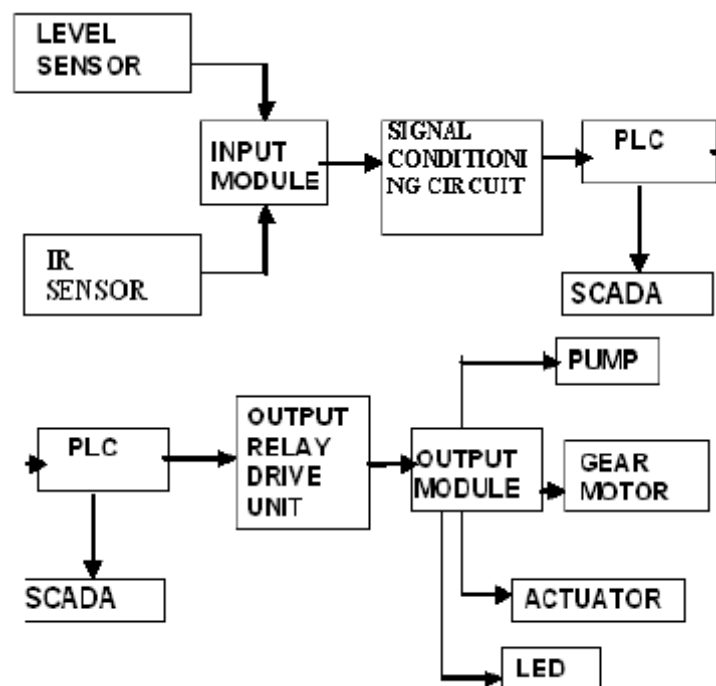 LEVEL
SENSOR
INPUT
MODULE
SIGNAL
CONDITIONI
NG CIRCUIT
PLC
IR
SENSOR
SCADA
PUMP
PLC
OUTPUT
RELAY
DRIVE
UNIT
OUTPUT
MODULE
GEAR
MOTOR
SCADA
ACTUATOR
LED